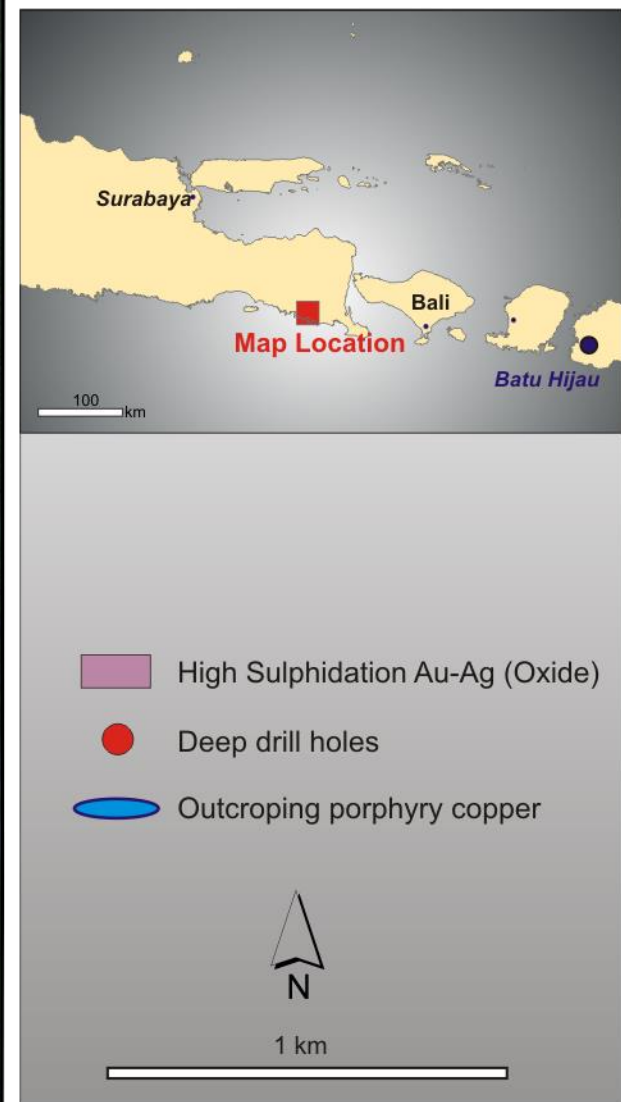 Surabaya
Bali
Map Location
Batu Hijau
100
km
High Sulphidation Au-Ag (Oxide)
Deep drill holes
Outcroping porphyry copper
N
1 km